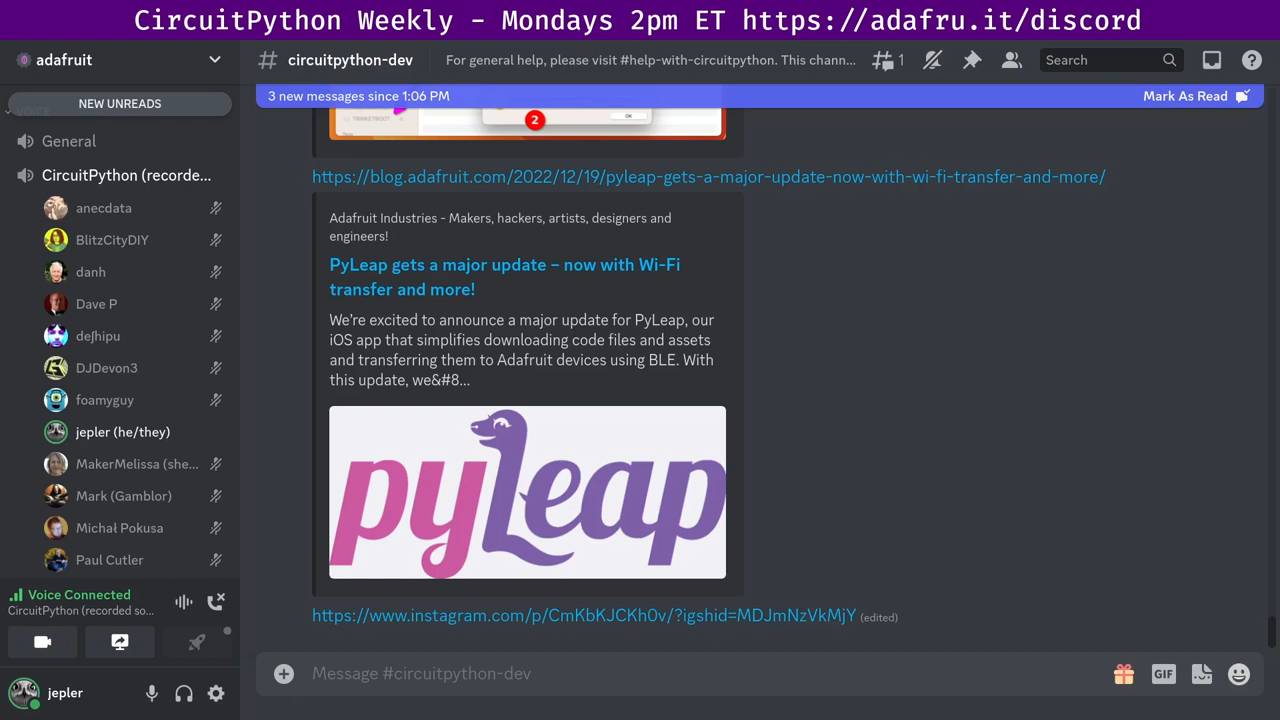 CircuitPython Weekly - Mondays 2pm ET https://adafru.it/discord
adafruit
circuitpython-dev
For general help, please visit #help-with-circuitpython. This chann...
1
Search
NEW UNREADS
3 new messages since 1:06 PM
Mark As Read
General
CircuitPython (recorde...
anecdata
BlitzCityDIY
danh
Dave P
deʃhipu
DJDevon3
foamyguy
jepler (he/they)
MakerMelissa (she...
Mark (Gamblor)
Michał Pokusa
Paul Cutler
Voice Connected
CircuitPython (recorded so...
jepler
TRINKETBOOT
2
OK
https://blog.adafruit.com/2022/12/19/pyleap-gets-a-major-update-now-with-wi-fi-transfer-and-more/
Adafruit Industries - Makers, hackers, artists, designers and
engineers!
PyLeap gets a major update – now with Wi-Fi
transfer and more!
We're excited to announce a major update for PyLeap, our
iOS app that simplifies downloading code files and assets
and transferring them to Adafruit devices using BLE. With
this update, we&#8...
pyleap
https://www.instagram.com/p/CmKbKJCKh0v/?igshid=MDJmNzVkMjY (edited)
Message #circuitpython-dev
GIF